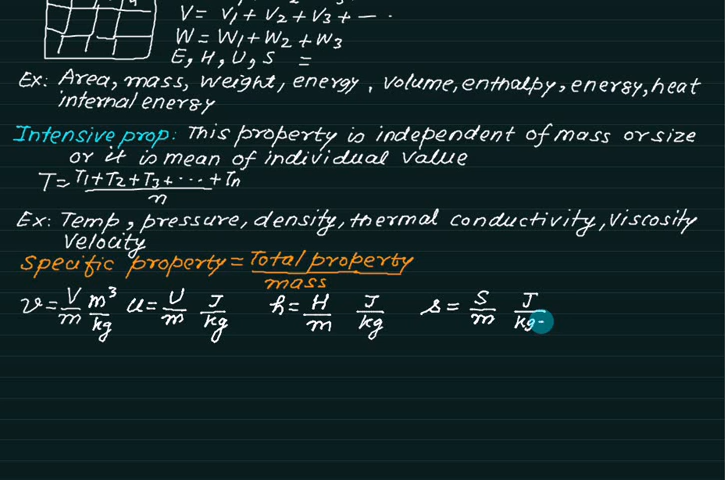 V = V1 + V2 + V3 + - - ·
W = W1 + W2 + W3
E, H, U, S =
Ex: Area, mass, weight, energy, volume, enthalpy, energy, heat
internal energy
Intensive prop: This property is independent of mass or size
or it is mean of individual value
T = T1+T2+T3+···+Tn / n
Ex: Temp, pressure, density, thermal conductivity, viscosity
Velocity
Specific property = Total property / mass
v = V/m m³/kg u = U/m J/kg h = H/m J/kg s = S/m J/kg-